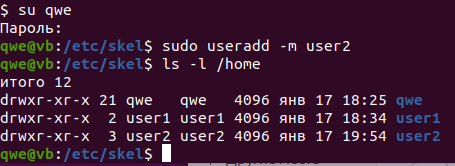 $ su qwe
Пароль:
qwe@vb:/etc/skel$ sudo useradd -m user2
qwe@vb:/etc/skel$ ls -l /home
итого 12
drwxr-xr-x 21 qwe   qwe   4096 янв 17 18:25 qwe
drwxr-xr-x  2 user1 user1 4096 янв 17 18:34 user1
drwxr-xr-x  3 user2 user2 4096 янв 17 19:54 user2
qwe@vb:/etc/skel$